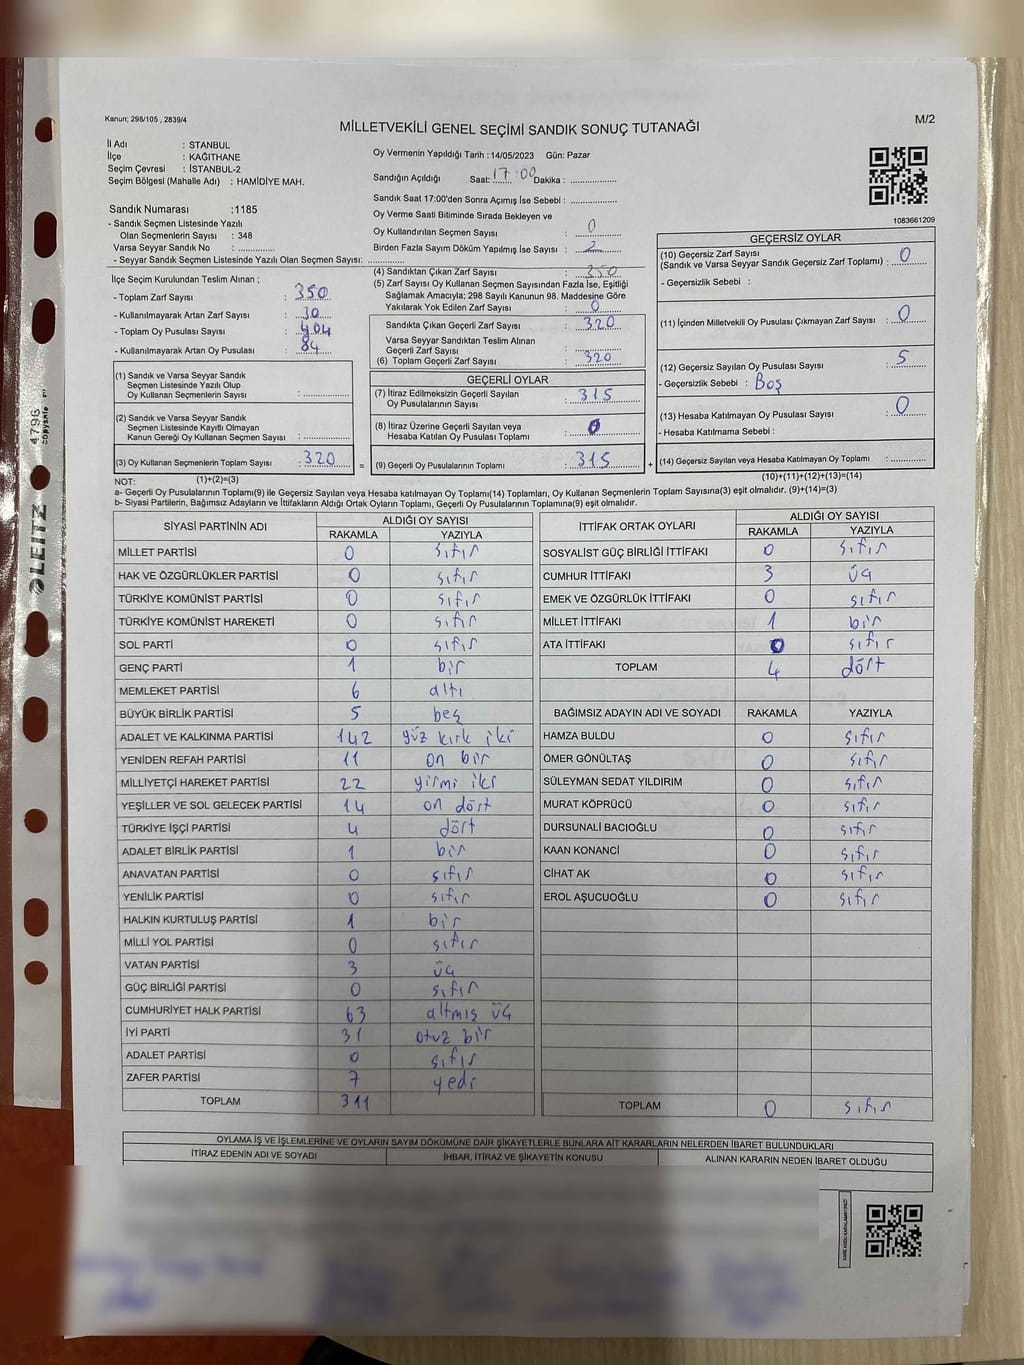 Kanun; 298/105 , 2839/4
M/2
MİLLETVEKİLİ GENEL SEÇİMİ SANDIK SONUÇ TUTANAĞI
İl Adı : STANBUL
İlçe : KAĞITHANE
Seçim Çevresi : İSTANBUL-2
Seçim Bölgesi (Mahalle Adı) : HAMİDİYE MAH.
Sandık Numarası :1185
- Sandık Seçmen Listesinde Yazılı
Olan Seçmenlerin Sayısı : 348
Varsa Seyyar Sandık No : ..............
- Seyyar Sandık Seçmen Listesinde Yazılı Olan Seçmen Sayısı: ..............
Oy Vermenin Yapıldığı Tarih : 14/05/2023 Gün: Pazar
Sandığın Açıldığı Saat: 17 00 Dakika : ..............
Sandık Saat 17:00'den Sonra Açımış İse Sebebi : ..............
Oy Verme Saati Bitiminde Sırada Bekleyen ve
Oy Kullandırılan Seçmen Sayısı : 0
Birden Fazla Sayım Döküm Yapılmış İse Sayısı : 2
1083661209
İlçe Seçim Kurulundan Teslim Alınan ;
- Toplam Zarf Sayısı : 350
- Kullanılmayarak Artan Zarf Sayısı : 30
- Toplam Oy Pusulası Sayısı : 404
- Kullanılmayarak Artan Oy Pusulası : 84
(1) Sandık ve Varsa Seyyar Sandık
Seçmen Listesinde Yazılı Olup
Oy Kullanan Seçmenlerin Sayısı : ..............
(2) Sandık ve Varsa Seyyar Sandık
Seçmen Listesinde Kayıtlı Olmayan
Kanun Gereği Oy Kullanan Seçmen Sayısı : ..............
(3) Oy Kullanan Seçmenlerin Toplam Sayısı : 320 =
(1)+(2)=(3)
(4) Sandıktan Çıkan Zarf Sayısı : 350
(5) Zarf Sayısı Oy Kullanan Seçmen Sayısından Fazla İse, Eşitliği
Sağlamak Amacıyla; 298 Sayılı Kanunun 98. Maddesine Göre
Yakılarak Yok Edilen Zarf Sayısı : 0
Sandıkta Çıkan Geçerli Zarf Sayısı : 320
Varsa Seyyar Sandıktan Teslim Alınan
Geçerli Zarf Sayısı : ..............
(6) Toplam Geçerli Zarf Sayısı : 320
GEÇERLİ OYLAR
(7) İtiraz Edilmeksizin Geçerli Sayılan
Oy Pusulalarının Sayısı : 315
(8) İtiraz Üzerine Geçerli Sayılan veya
Hesaba Katılan Oy Pusulası Toplamı : 0
(9) Geçerli Oy Pusulalarının Toplamı : 315 +
GEÇERSİZ OYLAR
(10) Geçersiz Zarf Sayısı
(Sandık ve Varsa Seyyar Sandık Geçersiz Zarf Toplamı) : 0
- Geçersizlik Sebebi :
(11) İçinden Milletvekili Oy Pusulası Çıkmayan Zarf Sayısı : 0
(12) Geçersiz Sayılan Oy Pusulası Sayısı : 5
- Geçersizlik Sebebi : Boş
(13) Hesaba Katılmayan Oy Pusulası Sayısı : 0
- Hesaba Katılmama Sebebi :
(14) Geçersiz Sayılan veya Hesaba Katılmayan Oy Toplamı : ..............
(10)+(11)+(12)+(13)=(14)
NOT:
a- Geçerli Oy Pusulalarının Toplamı(9) ile Geçersiz Sayılan veya Hesaba katılmayan Oy Toplamı(14) Toplamları, Oy Kullanan Seçmenlerin Toplam Sayısına(3) eşit olmalıdır. (9)+(14)=(3)
b- Siyasi Partilerin, Bağımsız Adayların ve İttifakların Aldığı Ortak Oyların Toplamı, Geçerli Oy Pusulalarının Toplamına(9) eşit olmalıdır.
SİYASİ PARTİNİN ADI ALDIĞI OY SAYISI
RAKAMLA YAZIYLA
MİLLET PARTİSİ 0 sıfır
HAK VE ÖZGÜRLÜKLER PARTİSİ 0 sıfır
TÜRKİYE KOMÜNİST PARTİSİ 0 sıfır
TÜRKİYE KOMÜNİST HAREKETİ 0 sıfır
SOL PARTİ 0 sıfır
GENÇ PARTİ 1 bir
MEMLEKET PARTİSİ 6 altı
BÜYÜK BİRLİK PARTİSİ 5 beş
ADALET VE KALKINMA PARTİSİ 142 yüz kırk iki
YENİDEN REFAH PARTİSİ 11 on bir
MİLLİYETÇİ HAREKET PARTİSİ 22 yirmi iki
YEŞİLLER VE SOL GELECEK PARTİSİ 14 on dört
TÜRKİYE İŞÇİ PARTİSİ 4 dört
ADALET BİRLİK PARTİSİ 1 bir
ANAVATAN PARTİSİ 0 sıfır
YENİLİK PARTİSİ 0 sıfır
HALKIN KURTULUŞ PARTİSİ 1 bir
MİLLİ YOL PARTİSİ 0 sıfır
VATAN PARTİSİ 3 üç
GÜÇ BİRLİĞİ PARTİSİ 0 sıfır
CUMHURİYET HALK PARTİSİ 63 altmış üç
İYİ PARTİ 31 otuz bir
ADALET PARTİSİ 0 sıfır
ZAFER PARTİSİ 7 yedi
TOPLAM 311
İTTİFAK ORTAK OYLARI ALDIĞI OY SAYISI
RAKAMLA YAZIYLA
SOSYALİST GÜÇ BİRLİĞİ İTTİFAKI 0 sıfır
CUMHUR İTTİFAKI 3 üç
EMEK VE ÖZGÜRLÜK İTTİFAKI 0 sıfır
MİLLET İTTİFAKI 1 bir
ATA İTTİFAKI 0 sıfır
TOPLAM 4 dört
BAĞIMSIZ ADAYIN ADI VE SOYADI RAKAMLA YAZIYLA
HAMZA BULDU 0 sıfır
ÖMER GÖNÜLTAŞ 0 sıfır
SÜLEYMAN SEDAT YILDIRIM 0 sıfır
MURAT KÖPRÜCÜ 0 sıfır
DURSUNALİ BACIOĞLU 0 sıfır
KAAN KONANCİ 0 sıfır
CİHAT AK 0 sıfır
EROL AŞUCUOĞLU 0 sıfır
TOPLAM 0 sıfır
OYLAMA İŞ VE İŞLEMLERİNE VE OYLARIN SAYIM DÖKÜMÜNE DAİR ŞİKAYETLERLE BUNLARA AİT KARARLARIN NELERDEN İBARET BULUNDUKLARI
İTİRAZ EDENİN ADI VE SOYADI İHBAR, İTİRAZ VE ŞİKAYETİN KONUSU ALINAN KARARIN NEDEN İBARET OLDUĞU
LEITZ
4796
copysafe